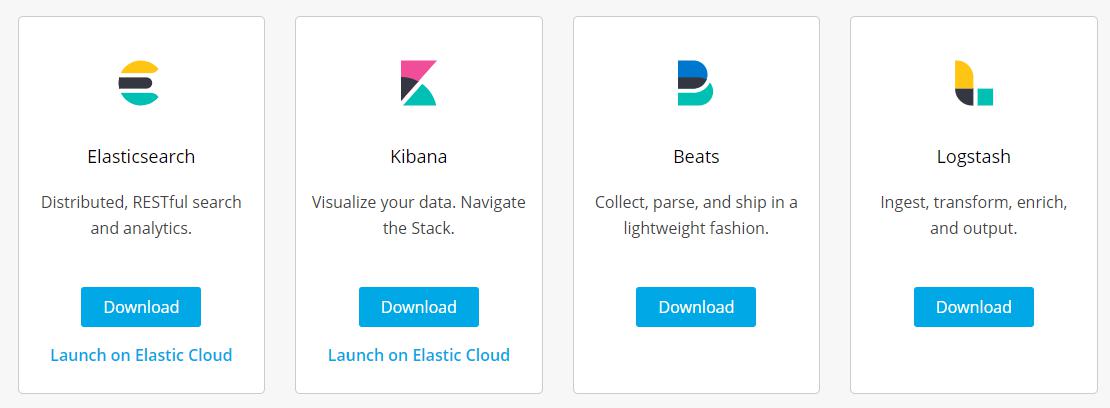 Elasticsearch
Distributed, RESTful search
and analytics.
Download
Launch on Elastic Cloud
Kibana
Visualize your data. Navigate
the Stack.
Download
Launch on Elastic Cloud
Beats
Collect, parse, and ship in a
lightweight fashion.
Download
Logstash
Ingest, transform, enrich,
and output.
Download